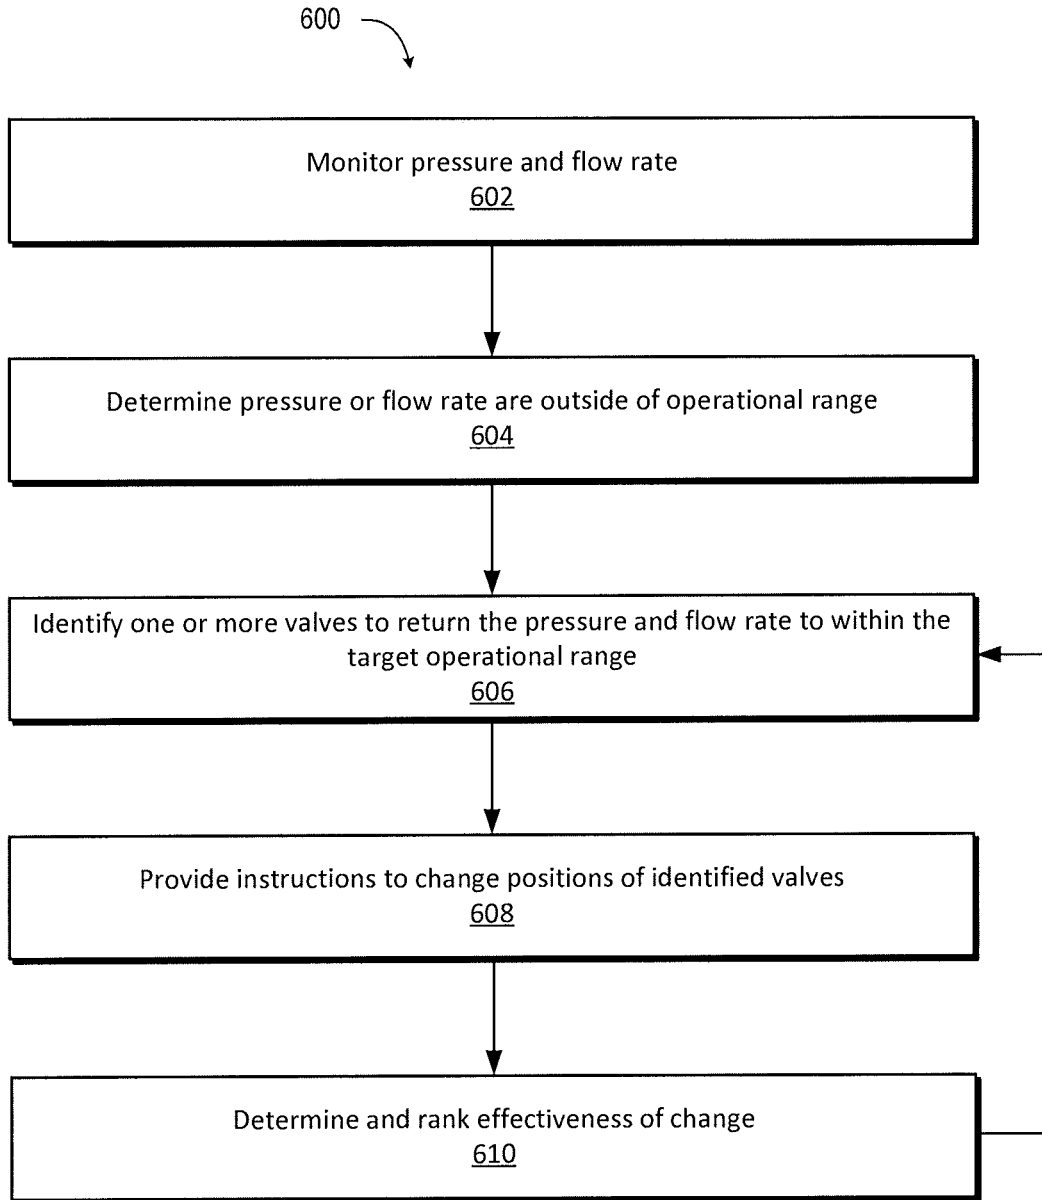 600
Monitor pressure and flow rate
602
Determine pressure or flow rate are outside of operational range
604
Identify one or more valves to return the pressure and flow rate to within the
target operational range
606
Provide instructions to change positions of identified valves
608
Determine and rank effectiveness of change
610